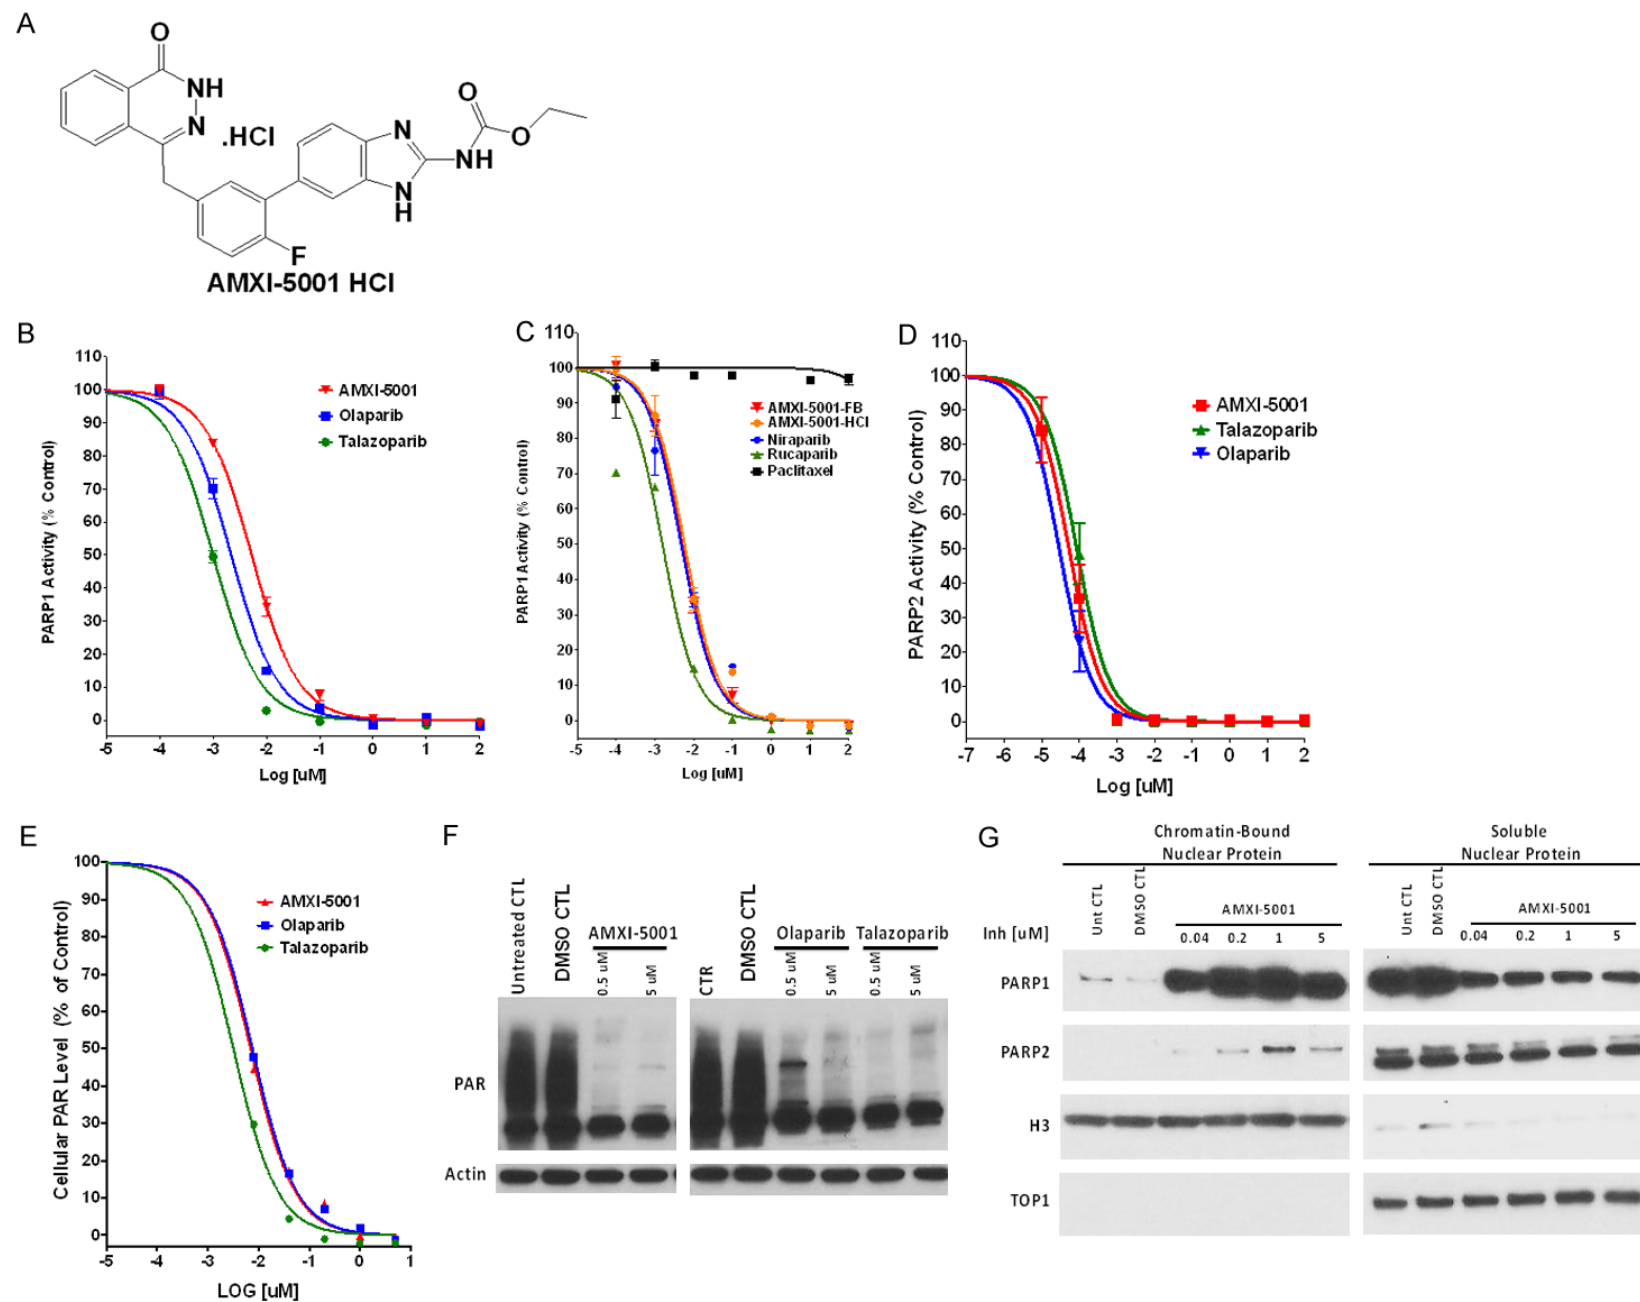 A
O
NH
N
.HCl
N
N
H
NH
O
O
F
AMXI-5001 HCl
B
110
100
90
80
70
60
50
40
30
20
10
0
PARP1 Activity (% Control)
AMXI-5001
Olaparib
Talazoparib
-5 -4 -3 -2 -1 0 1 2
Log [uM]
C
110
100
90
80
70
60
50
40
30
20
10
0
PARP1 Activity (% Control)
AMXI-5001-FB
AMXI-5001-HCl
Niraparib
Rucaparib
Paclitaxel
-5 -4 -3 -2 -1 0 1 2
Log [uM]
D
110
100
90
80
70
60
50
40
30
20
10
0
PARP2 Activity (% Control)
AMXI-5001
Talazoparib
Olaparib
-7 -6 -5 -4 -3 -2 -1 0 1 2
Log [uM]
E
100
90
80
70
60
50
40
30
20
10
0
Cellular PAR Level (% of Control)
AMXI-5001
Olaparib
Talazoparib
-5 -4 -3 -2 -1 0 1
LOG [uM]
F
Untreated CTL
DMSO CTL
AMXI-5001
0.5 uM
5 uM
CTR
DMSO CTL
Olaparib
0.5 uM
5 uM
Talazoparib
0.5 uM
5 uM
PAR
Actin
G
Chromatin-Bound
Nuclear Protein
Soluble
Nuclear Protein
Unt CTL
DMSO CTL
AMXI-5001
Unt CTL
DMSO CTL
AMXI-5001
Inh [uM]
0.04 0.2 1 5
0.04 0.2 1 5
PARP1
PARP2
H3
TOP1